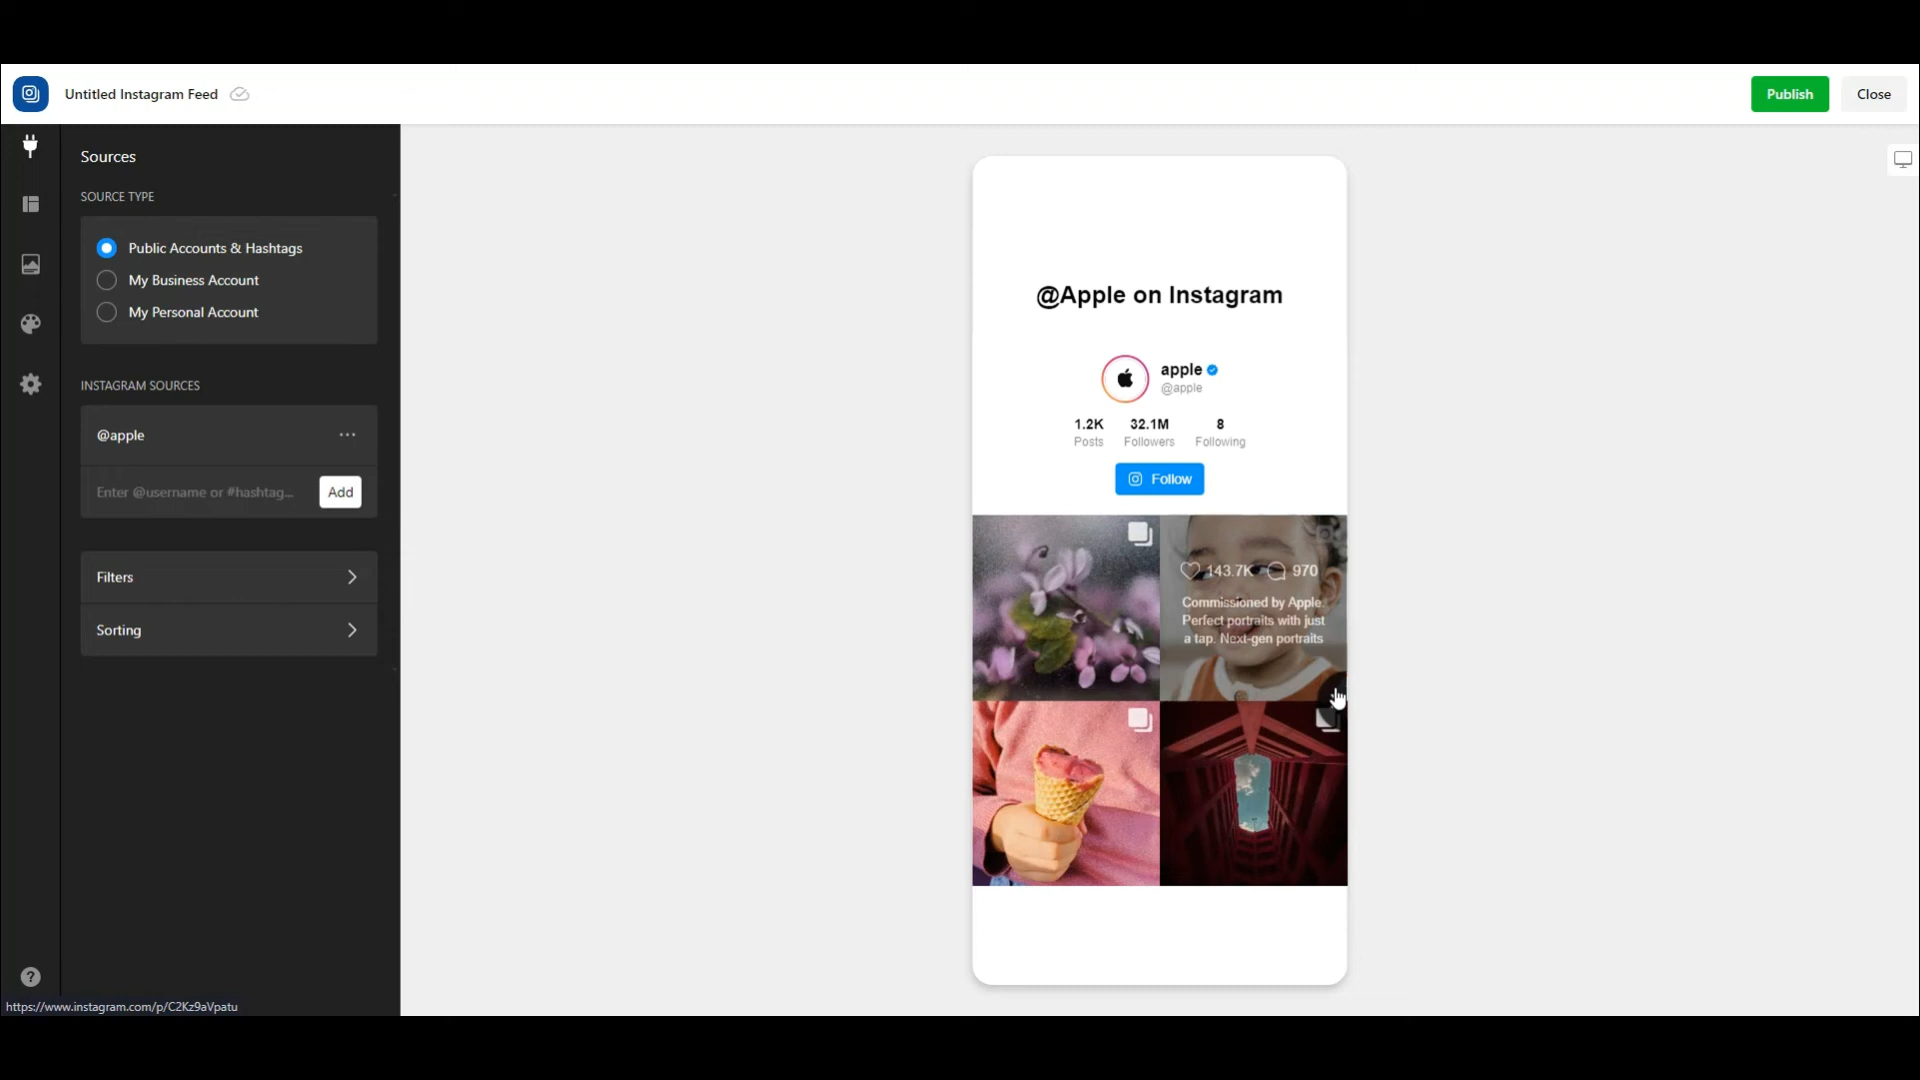 Untitled Instagram Feed
Publish
Close
Sources
SOURCE TYPE
Public Accounts & Hashtags
My Business Account
My Personal Account
INSTAGRAM SOURCES
@apple
Enter @username or #hashtag...
Add
Filters
Sorting
@Apple on Instagram
apple
@apple
1.2K 32.1M 8
Posts Followers Following
Follow
143.7K 970
Commissioned by Apple.
Perfect portraits with just
a tap. Next-gen portraits
?
https://www.instagram.com/p/C2Kz9aVpatu